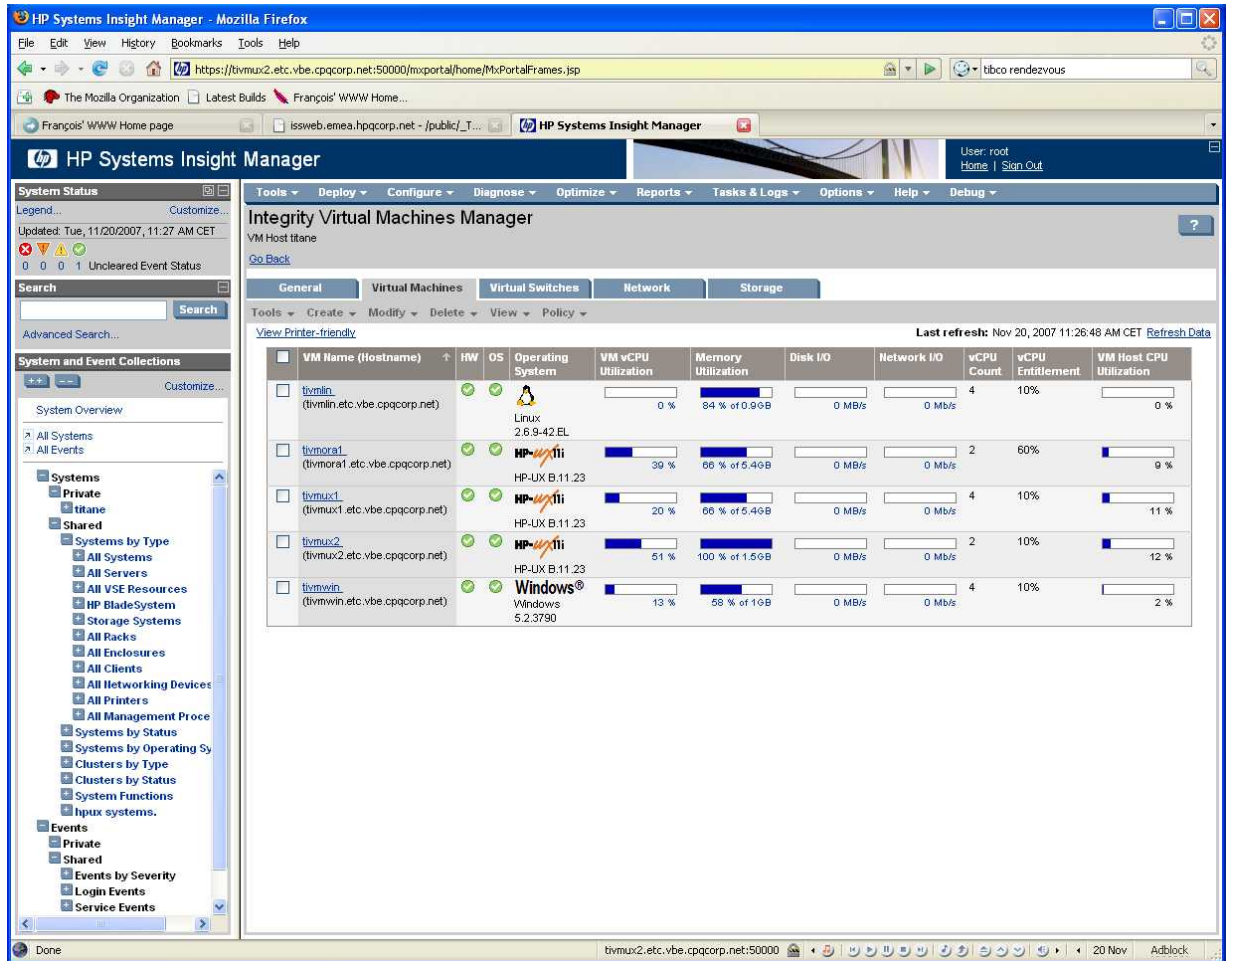 HP Systems Insight Manager - Mozilla Firefox
File Edit View History Bookmarks Tools Help
https://tivmux2.etc.vbe.cpqcorp.net:50000/mxportal/home/MxPortalFrames.jsp
tibco rendezvous
The Mozilla Organization Latest Builds François' WWW Home...
François' WWW Home page issweb.emea.hpqcorp.net - /public/_T... HP Systems Insight Manager
HP Systems Insight Manager
User: root
Home | Sign Out
System Status
Legend... Customize...
Updated: Tue, 11/20/2007, 11:27 AM CET
0 0 0 1 Uncleared Event Status
Search
Search
Advanced Search...
System and Event Collections
Customize...
System Overview
All Systems
All Events
Systems
Private
titane
Shared
Systems by Type
All Systems
All Servers
All VSE Resources
HP BladeSystem
Storage Systems
All Racks
All Enclosures
All Clients
All Networking Devices
All Printers
All Management Proce
Systems by Status
Systems by Operating Sy
Clusters by Type
Clusters by Status
System Functions
hpux systems.
Events
Private
Shared
Events by Severity
Login Events
Service Events
Tools Deploy Configure Diagnose Optimize Reports Tasks & Logs Options Help Debug
Integrity Virtual Machines Manager
VM Host titane
Go Back
?
General Virtual Machines Virtual Switches Network Storage
Tools Create Modify Delete View Policy
View Printer-friendly
Last refresh: Nov 20, 2007 11:26:48 AM CET Refresh Data
VM Name (Hostname) HW OS Operating System VM vCPU Utilization Memory Utilization Disk I/O Network I/O vCPU Count vCPU Entitlement VM Host CPU Utilization
tivmlin 4 10%
(tivmlin.etc.vbe.cpqcorp.net) 0 % 84 % of 0.9GB 0 MB/s 0 Mb/s 0 %
Linux
2.6.9-42.EL
tivmora1 HP-UX 11i 2 60%
(tivmora1.etc.vbe.cpqcorp.net) 39 % 66 % of 5.4GB 0 MB/s 0 Mb/s 9 %
HP-UX B.11.23
tivmux1 HP-UX 11i 4 10%
(tivmux1.etc.vbe.cpqcorp.net) 20 % 66 % of 5.4GB 0 MB/s 0 Mb/s 11 %
HP-UX B.11.23
tivmux2 HP-UX 11i 2 10%
(tivmux2.etc.vbe.cpqcorp.net) 51 % 100 % of 1.5GB 0 MB/s 0 Mb/s 12 %
HP-UX B.11.23
tivmwin Windows® 4 10%
(tivmwin.etc.vbe.cpqcorp.net) Windows 13 % 58 % of 1GB 0 MB/s 0 Mb/s 2 %
5.2.3790
Done tivmux2.etc.vbe.cpqcorp.net:50000 20 Nov Adblock